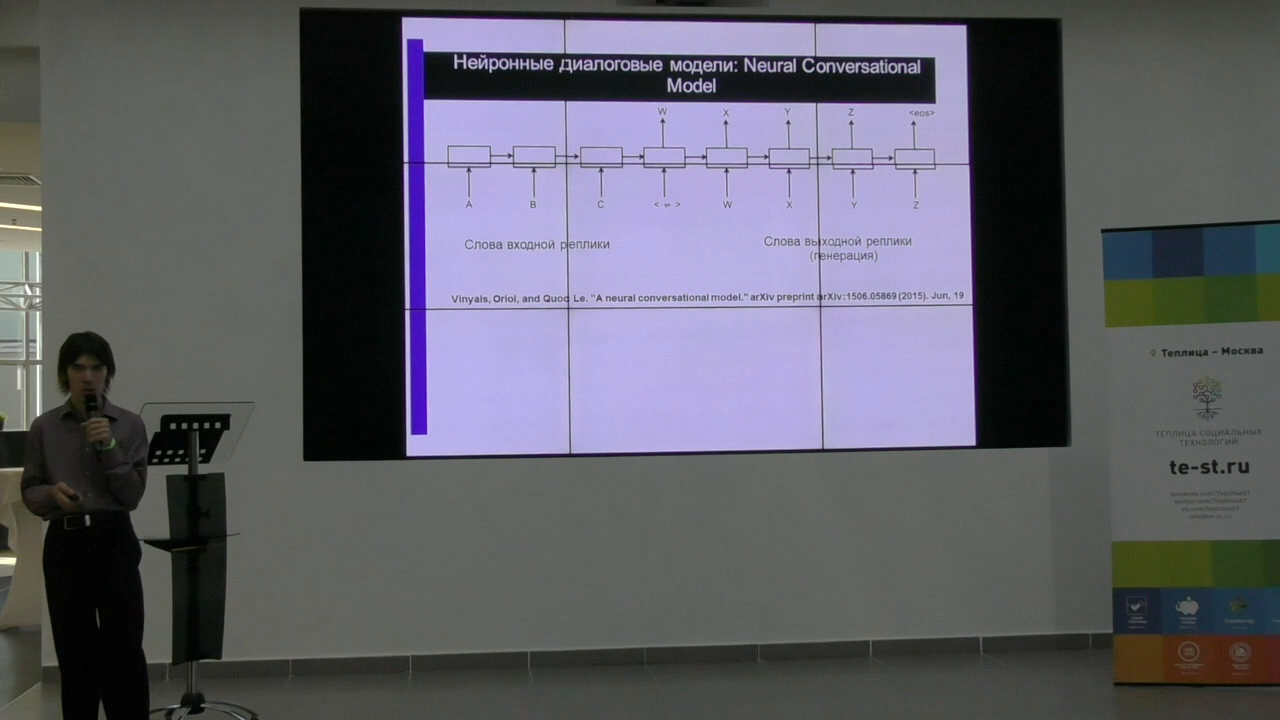 Нейронные диалоговые модели: Neural Conversational
Model
W X Y Z <eos>
A B C W X Y Z
Слова входной реплики
Слова выходной реплики
(генерация)
Vinyals, Oriol, and Quoc Le. "A neural conversational model." arXiv preprint arXiv:1506.05869 (2015). Jun, 19
Теплица – Москва
ТЕПЛИЦА СОЦИАЛЬНЫХ
ТЕХНОЛОГИЙ
te-st.ru